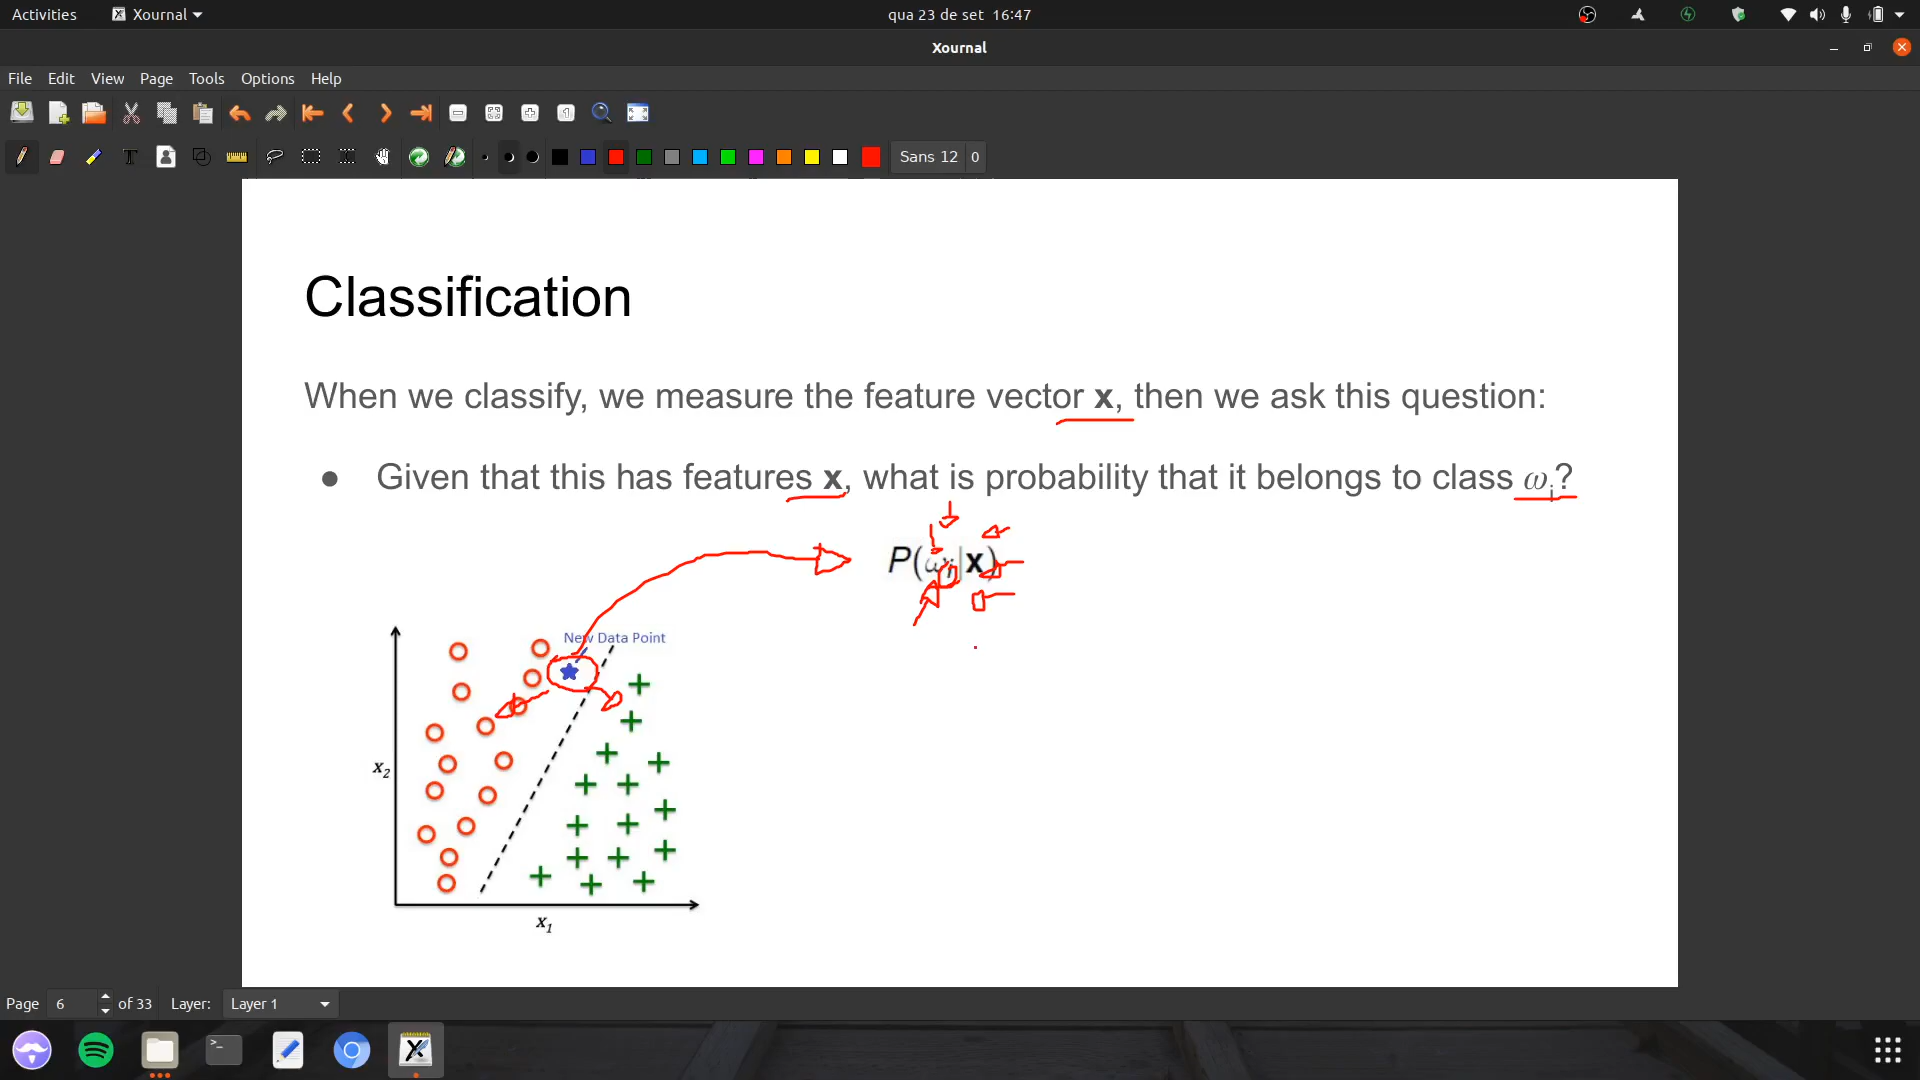 Activities Xournal qua 23 de set 16:47
Xournal
File Edit View Page Tools Options Help
T Sans 12 0
Classification
When we classify, we measure the feature vector x, then we ask this question:
● Given that this has features x, what is probability that it belongs to class ωi?
P(ωi|x)
New Data Point
x2
x1
Page 6 of 33 Layer: Layer 1